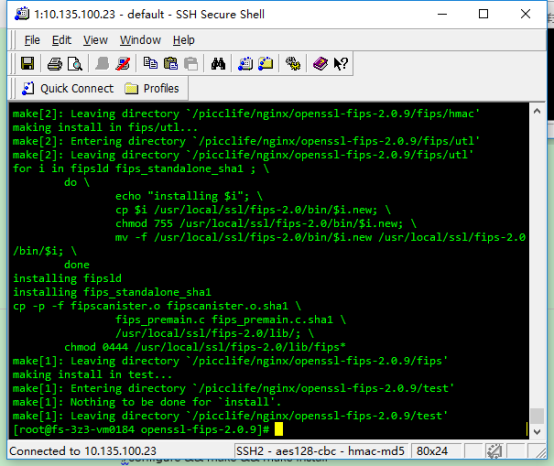 1:10.135.100.23 - default - SSH Secure Shell
File Edit View Window Help
Quick Connect Profiles
make[2]: Leaving directory `/picclife/nginx/openssl-fips-2.0.9/fips/hmac'
making install in fips/utl...
make[2]: Entering directory `/picclife/nginx/openssl-fips-2.0.9/fips/utl'
make[2]: Leaving directory `/picclife/nginx/openssl-fips-2.0.9/fips/utl'
for i in fipsld fips_standalone_sha1 ; \
do \
echo "installing $i"; \
cp $i /usr/local/ssl/fips-2.0/bin/$i.new; \
chmod 755 /usr/local/ssl/fips-2.0/bin/$i.new; \
mv -f /usr/local/ssl/fips-2.0/bin/$i.new /usr/local/ssl/fips-2.0
/bin/$i; \
done
installing fipsld
installing fips_standalone_sha1
cp -p -f fipscanister.o fipscanister.o.sha1 \
fips_premain.c fips_premain.c.sha1 \
/usr/local/ssl/fips-2.0/lib/; \
chmod 0444 /usr/local/ssl/fips-2.0/lib/fips*
make[1]: Leaving directory `/picclife/nginx/openssl-fips-2.0.9/fips'
making install in test...
make[1]: Entering directory `/picclife/nginx/openssl-fips-2.0.9/test'
make[1]: Nothing to be done for `install'.
make[1]: Leaving directory `/picclife/nginx/openssl-fips-2.0.9/test'
[root@fs-3z3-vm0184 openssl-fips-2.0.9]#
Connected to 10.135.100.23 SSH2 - aes128-cbc - hmac-md5 80x24